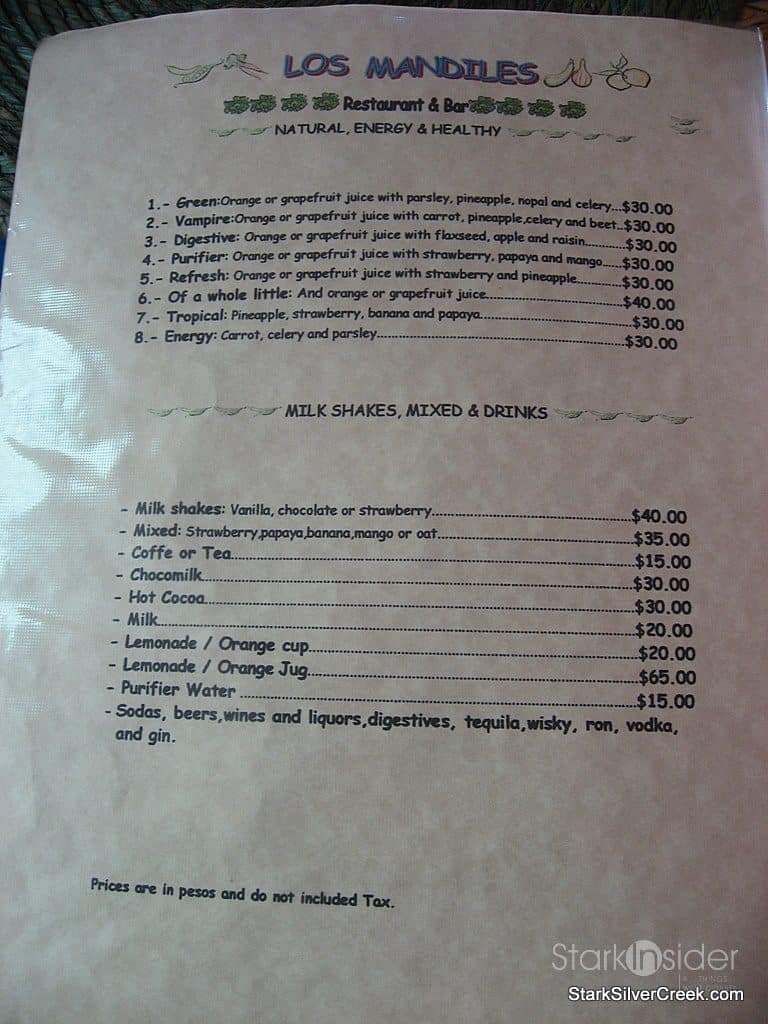 LOS MANDILES
Restaurant & Bar
NATURAL, ENERGY & HEALTHY
1.- Green:Orange or grapefruit juice with parsley, pineapple, nopal and celery...$30.00
2.- Vampire:Orange or grapefruit juice with carrot, pineapple,celery and beet..$30.00
3.- Digestive: Orange or grapefruit juice with flaxseed, apple and raisin...........$30.00
4.- Purifier: Orange or grapefruit juice with strawberry, papaya and mango.....$30.00
5.- Refresh: Orange or grapefruit juice with strawberry and pineapple............$30.00
6.- Of a whole little: And orange or grapefruit juice....................................$40.00
7.- Tropical: Pineapple, strawberry, banana and papaya........................................$30.00
8.- Energy: Carrot, celery and parsley................................................................$30.00
MILK SHAKES, MIXED & DRINKS
- Milk shakes: Vanilla, chocolate or strawberry....................................................$40.00
- Mixed: Strawberry,papaya,banana,mango or oat....................................................$35.00
- Coffe or Tea.......................................................................................................$15.00
- Chocomilk............................................................................................................$30.00
- Hot Cocoa............................................................................................................$30.00
- Milk.....................................................................................................................$20.00
- Lemonade / Orange cup.........................................................................................$20.00
- Lemonade / Orange Jug.........................................................................................$65.00
- Purifier Water .....................................................................................................$15.00
- Sodas, beers,wines and liquors,digestives, tequila,wisky, ron, vodka,
and gin.
Prices are in pesos and do not included Tax.
StarkInsider
StarkSilverCreek.com